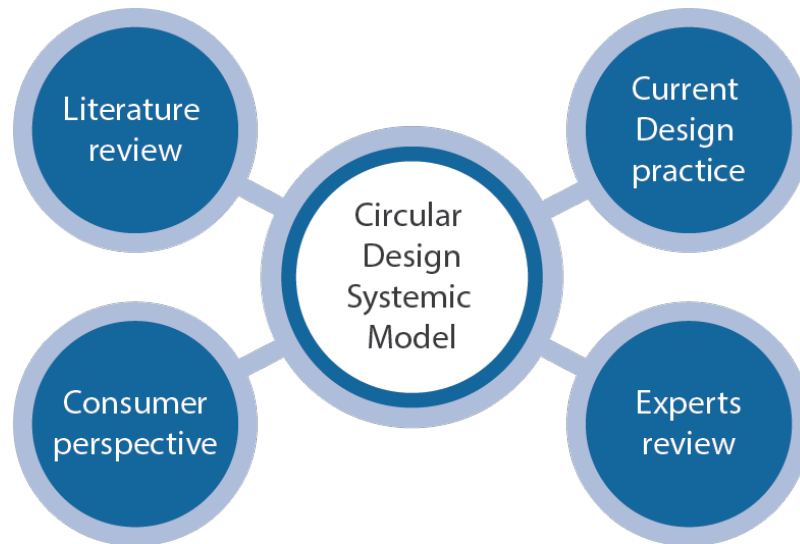 Literature
review
Current
Design
practice
Circular
Design
Systemic
Model
Consumer
perspective
Experts
review